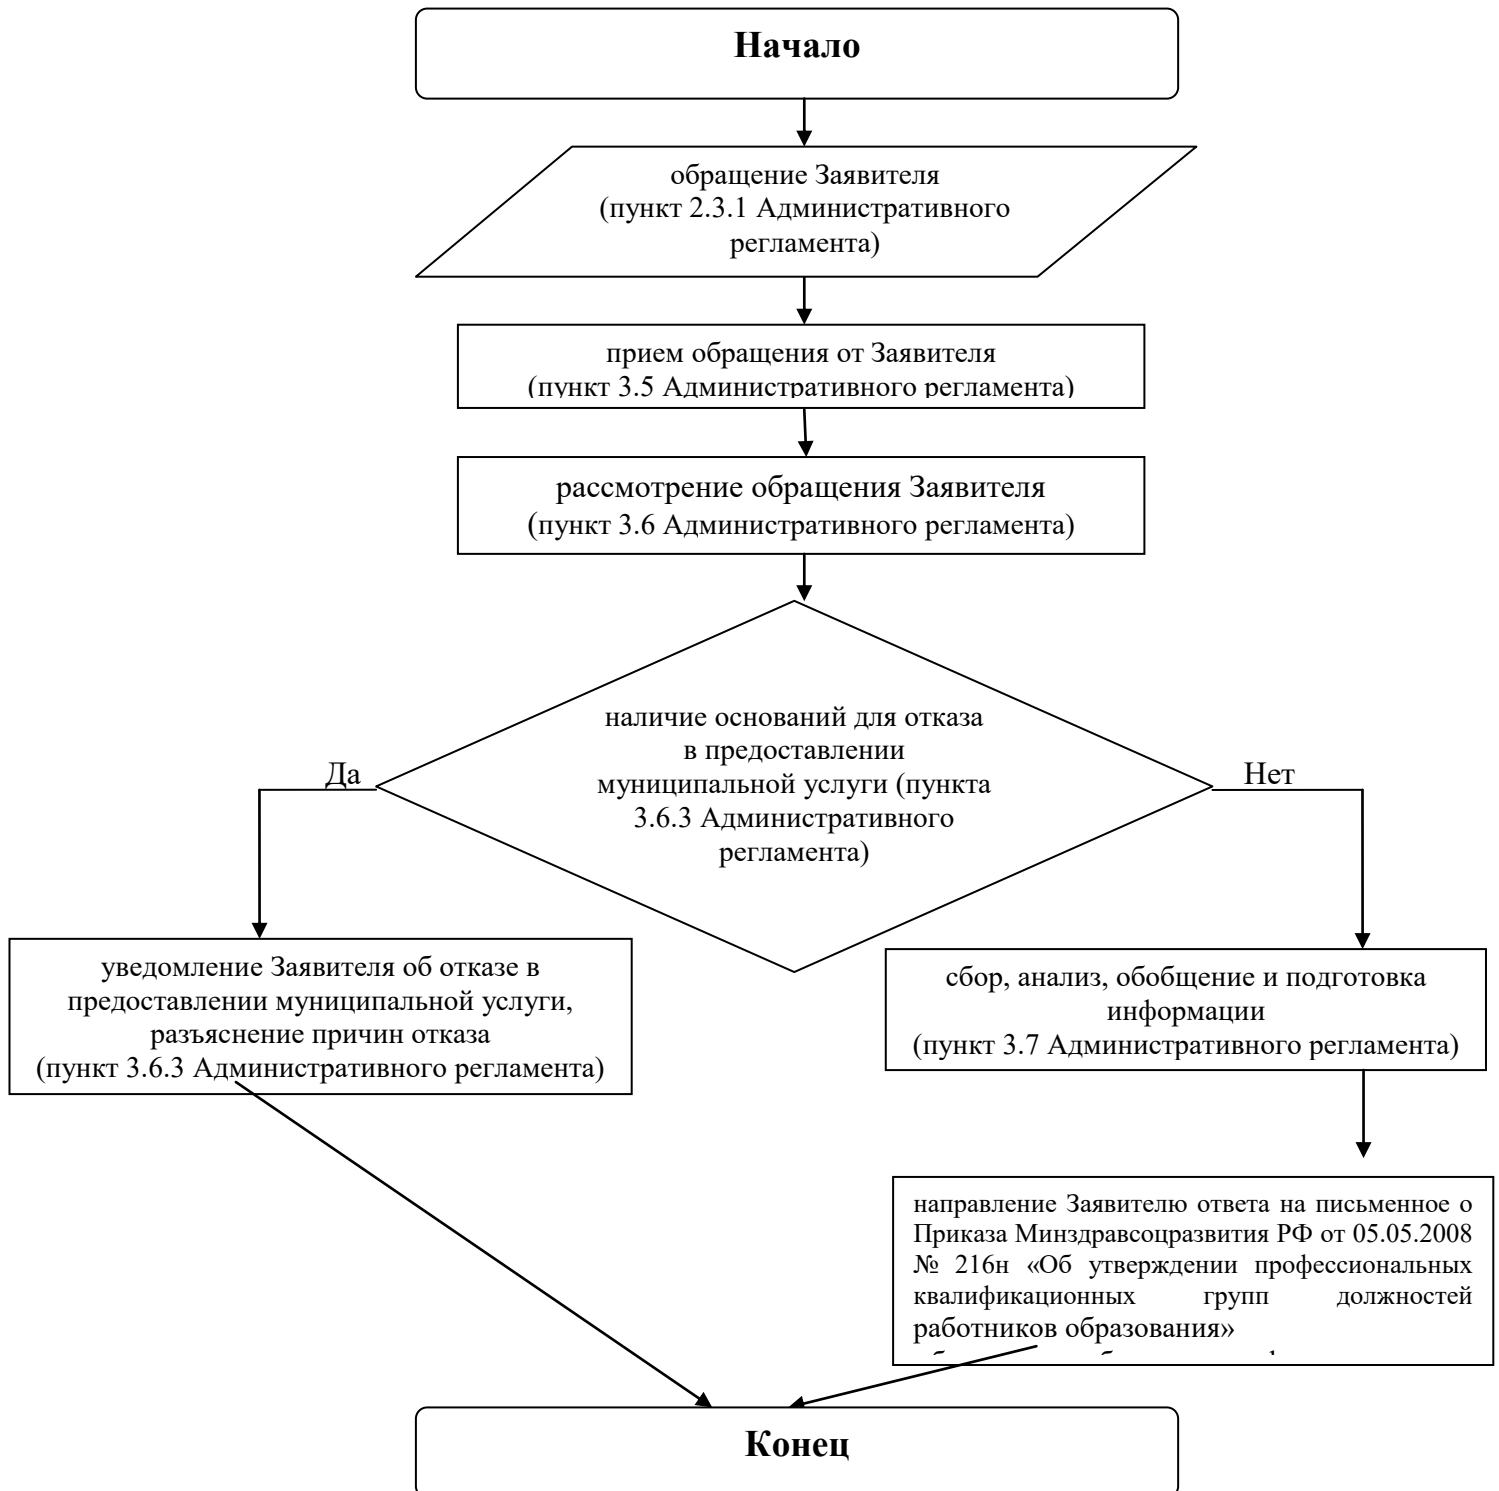 Начало
обращение Заявителя
(пункт 2.3.1 Административного
регламента)
прием обращения от Заявителя
(пункт 3.5 Административного регламента)
рассмотрение обращения Заявителя
(пункт 3.6 Административного регламента)
наличие оснований для отказа
в предоставлении
муниципальной услуги (пункта
3.6.3 Административного
регламента)
Да
Нет
уведомление Заявителя об отказе в
предоставлении муниципальной услуги,
разъяснение причин отказа
(пункт 3.6.3 Административного регламента)
сбор, анализ, обобщение и подготовка
информации
(пункт 3.7 Административного регламента)
направление Заявителю ответа на письменное о
Приказа Минздравсоцразвития РФ от 05.05.2008
№ 216н «Об утверждении профессиональных
квалификационных групп должностей
работников образования»
Конец